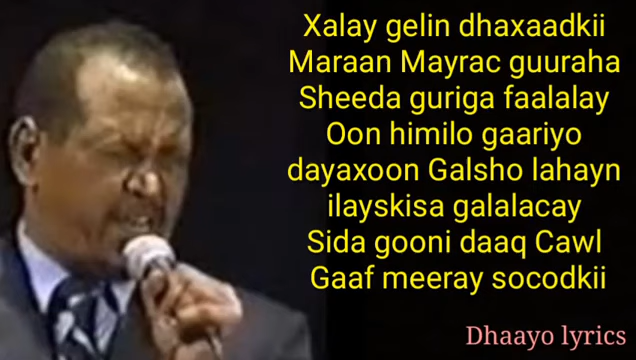 Xalay gelin dhaxaadkii
Maraan Mayrac guuraha
Sheeda guriga faalalay
Oon himilo gaariyo
dayaxoon Galsho lahayn
ilayskisa galalacay
Sida gooni daaq Cawl
Gaaf meeray socodkii
Dhaayo lyrics